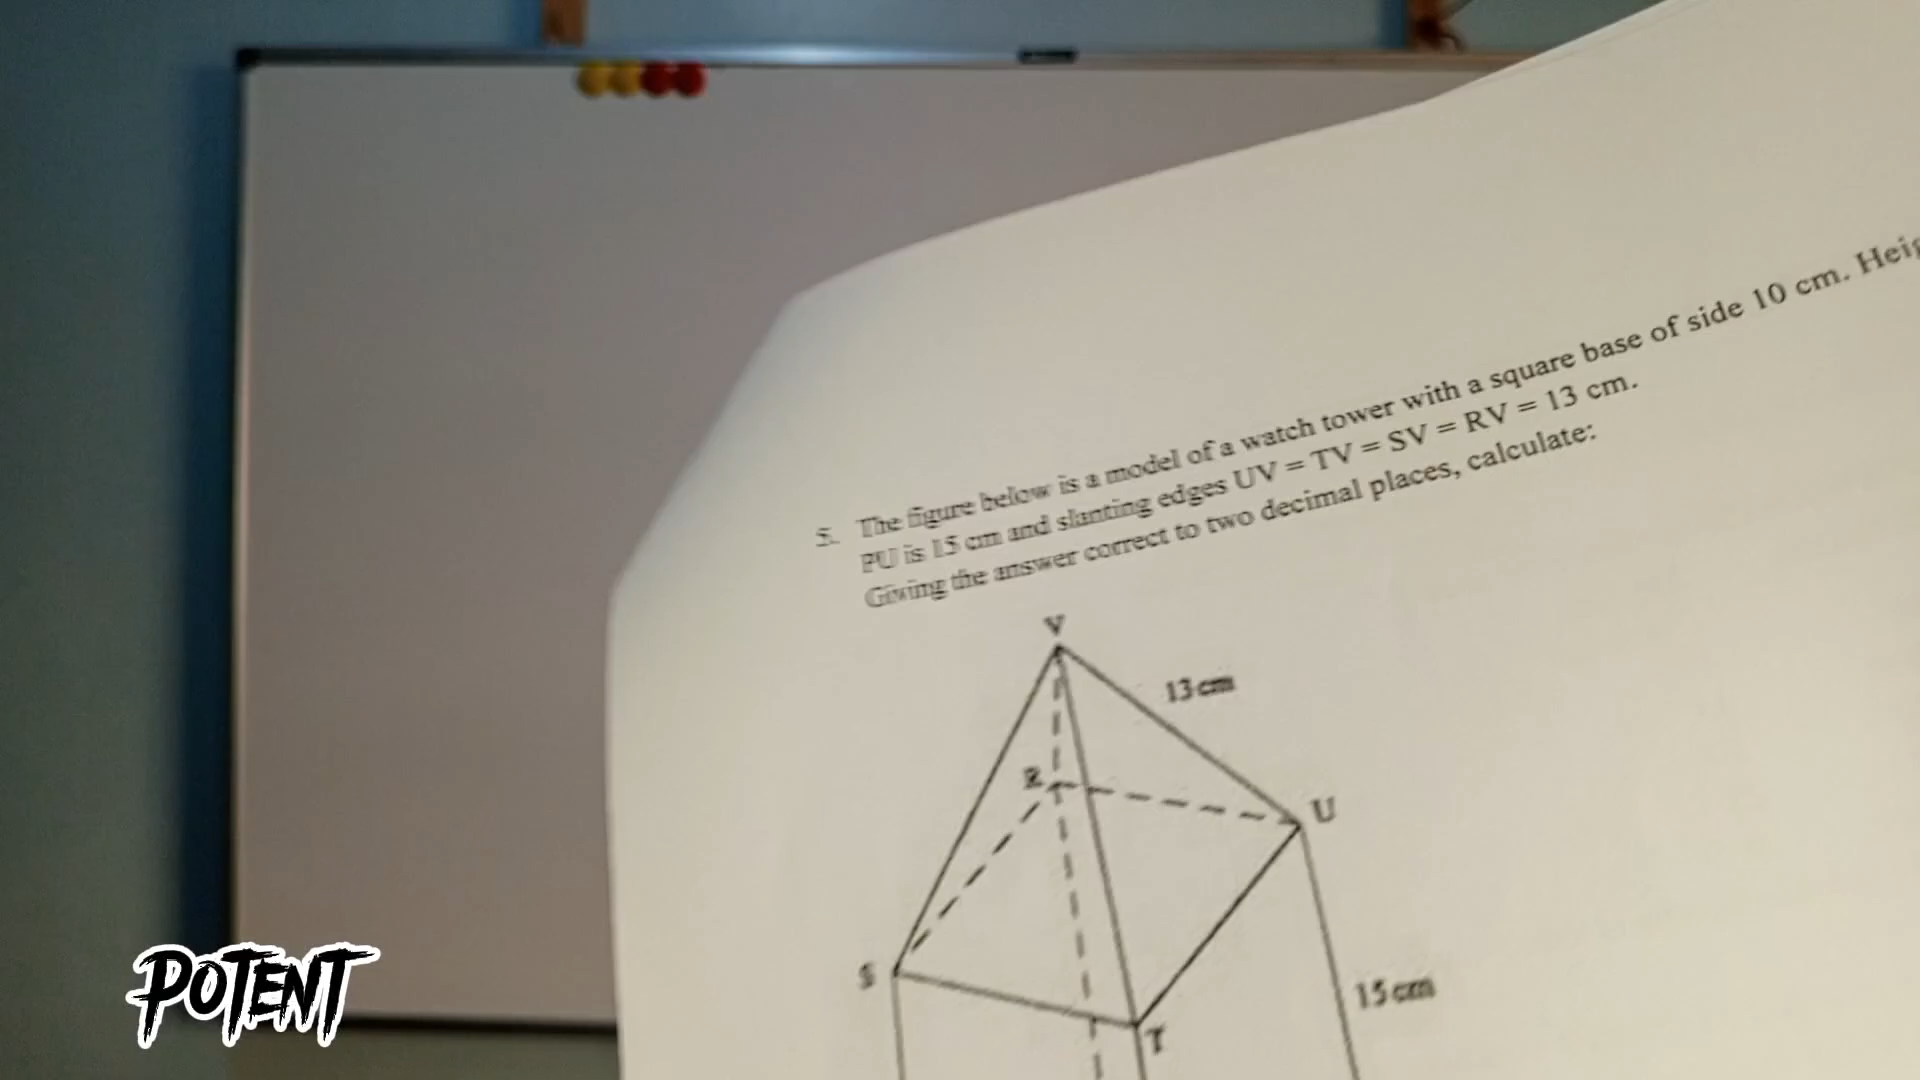 5. The figure below is a model of a watch tower with a square base of side 10 cm.
PU is 15 cm and slanting edges UV = TV = SV = RV = 13 cm.
Giving the answer correct to two decimal places, calculate:
V
13 cm
R
U
S
15 cm
T
POTENT